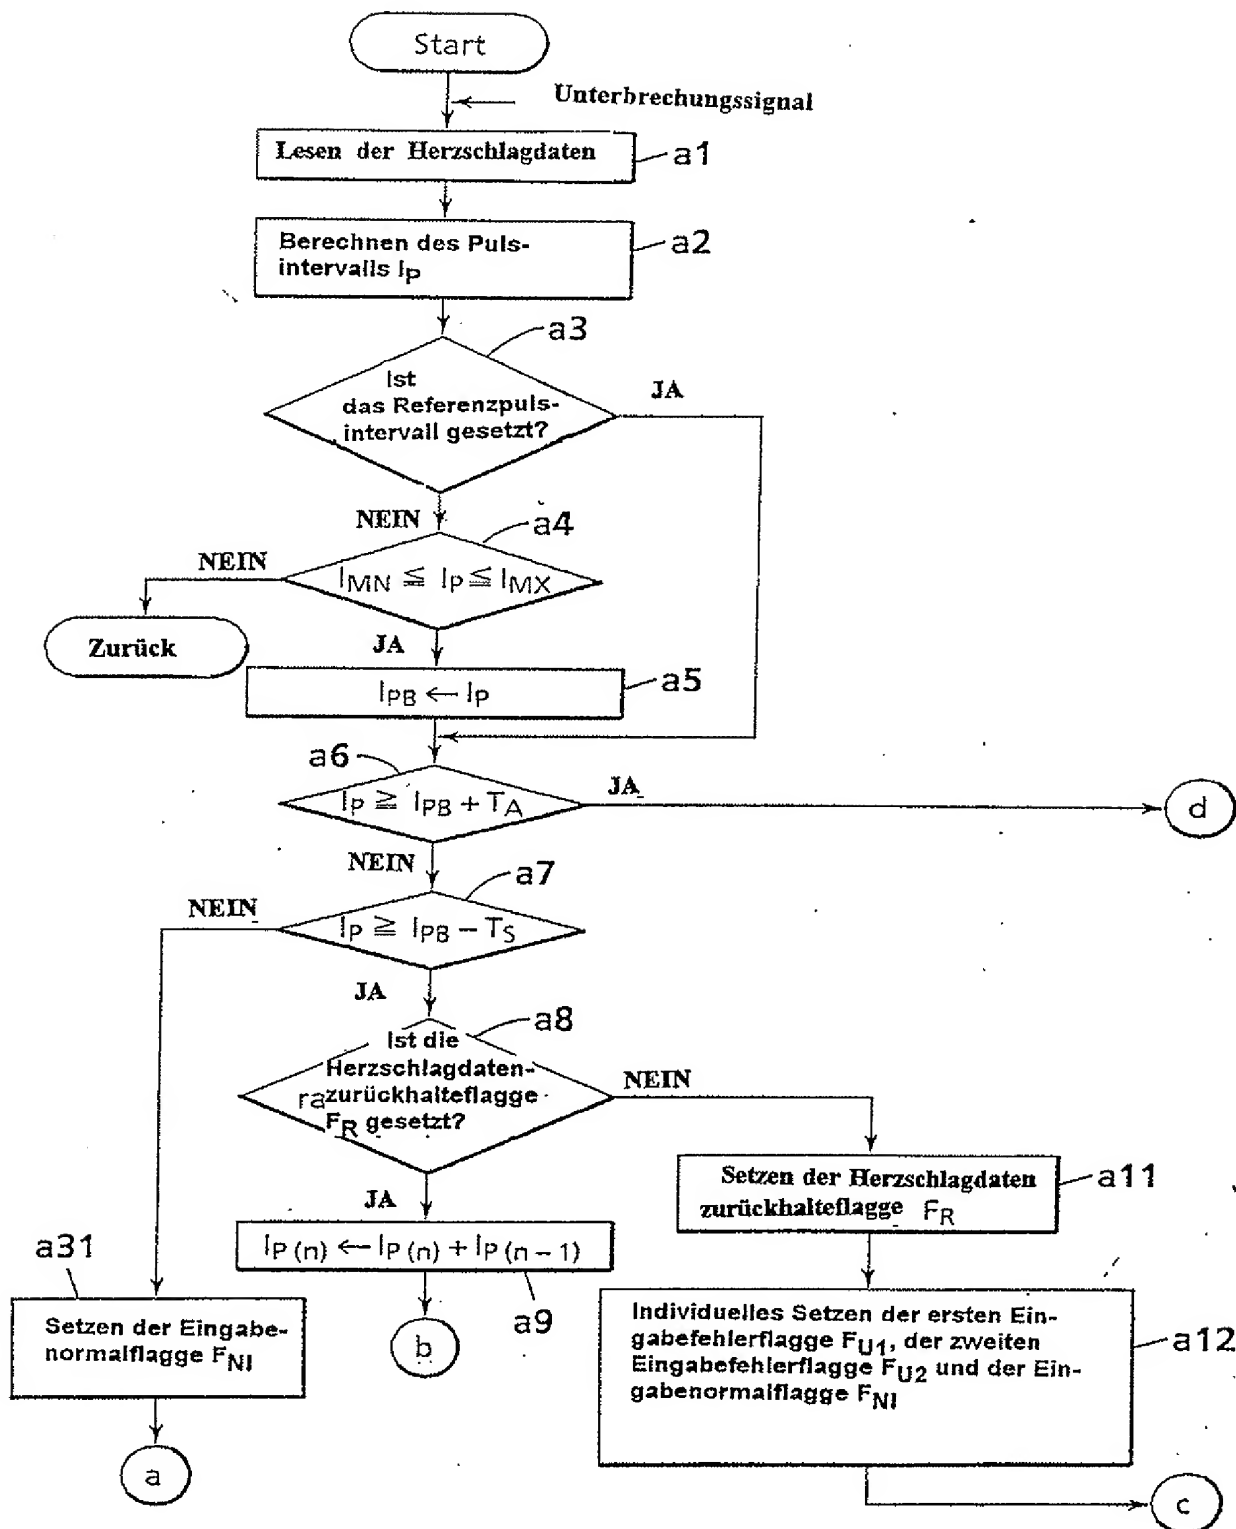 Start
Unterbrechungssignal
Lesen der Herzschlagdaten
a1
Berechnen des Puls-
intervalls IP
a2
a3
Ist
das Referenzpuls-
intervall gesetzt?
JA
NEIN
a4
NEIN
IMN ≦ IP ≦ IMX
Zurück
JA
IPB ← IP
a5
a6
IP ≧ IPB + TA
JA
d
NEIN
a7
NEIN
IP ≧ IPB − TS
JA
a8
Ist die
Herzschlagdaten-
ra zurückhalteflagge
FR gesetzt?
NEIN
JA
Setzen der Herzschlagdaten
zurückhalteflagge FR
a11
IP(n) ← IP(n) + IP(n − 1)
a9
a31
Setzen der Eingabe-
normalflagge FNI
b
Individuelles Setzen der ersten Ein-
gabefehlerflagge FU1, der zweiten
Eingabefehlerflagge FU2 und der Ein-
gabenormalflagge FNI
a12
a
c